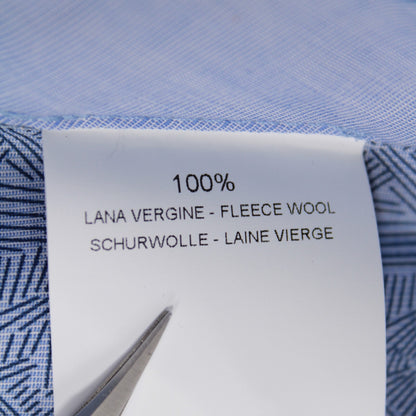 100%
LANA VERGINE - FLEECE WOOL
SCHURWOLLE - LAINE VIERGE